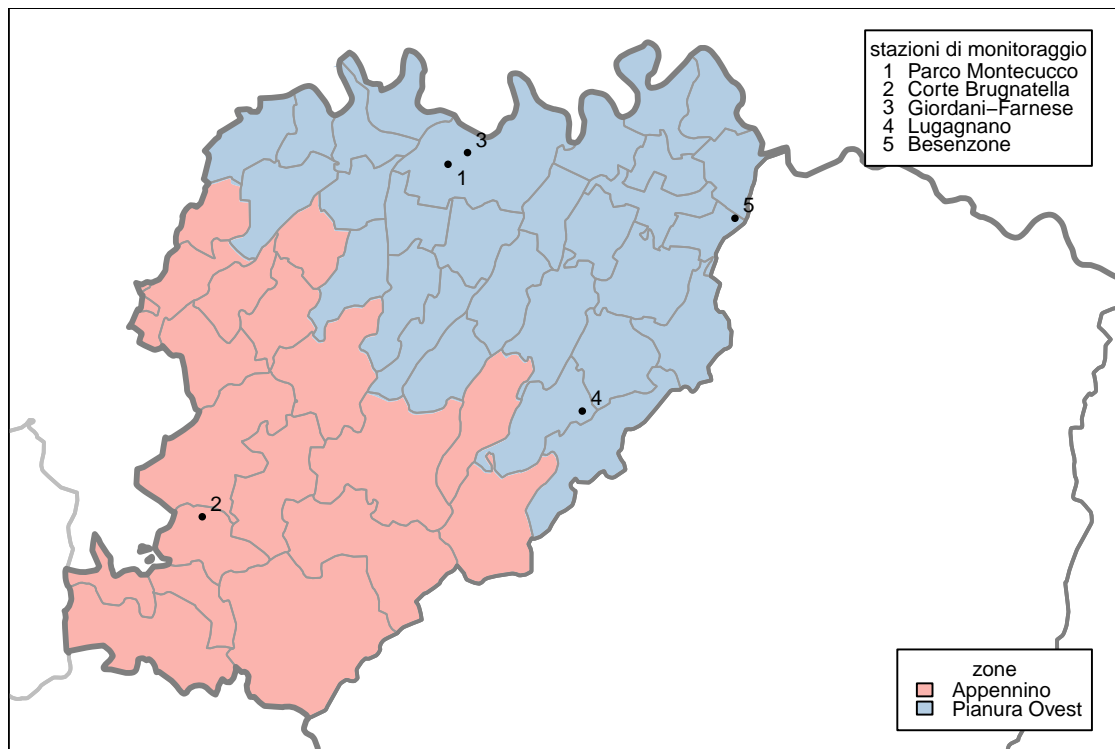 stazioni di monitoraggio
1 Parco Montecucco
2 Corte Brugnatella
3 Giordani−Farnese
4 Lugagnano
5 Besenzone
3
1
5
4
2
zone
Appennino
Pianura Ovest